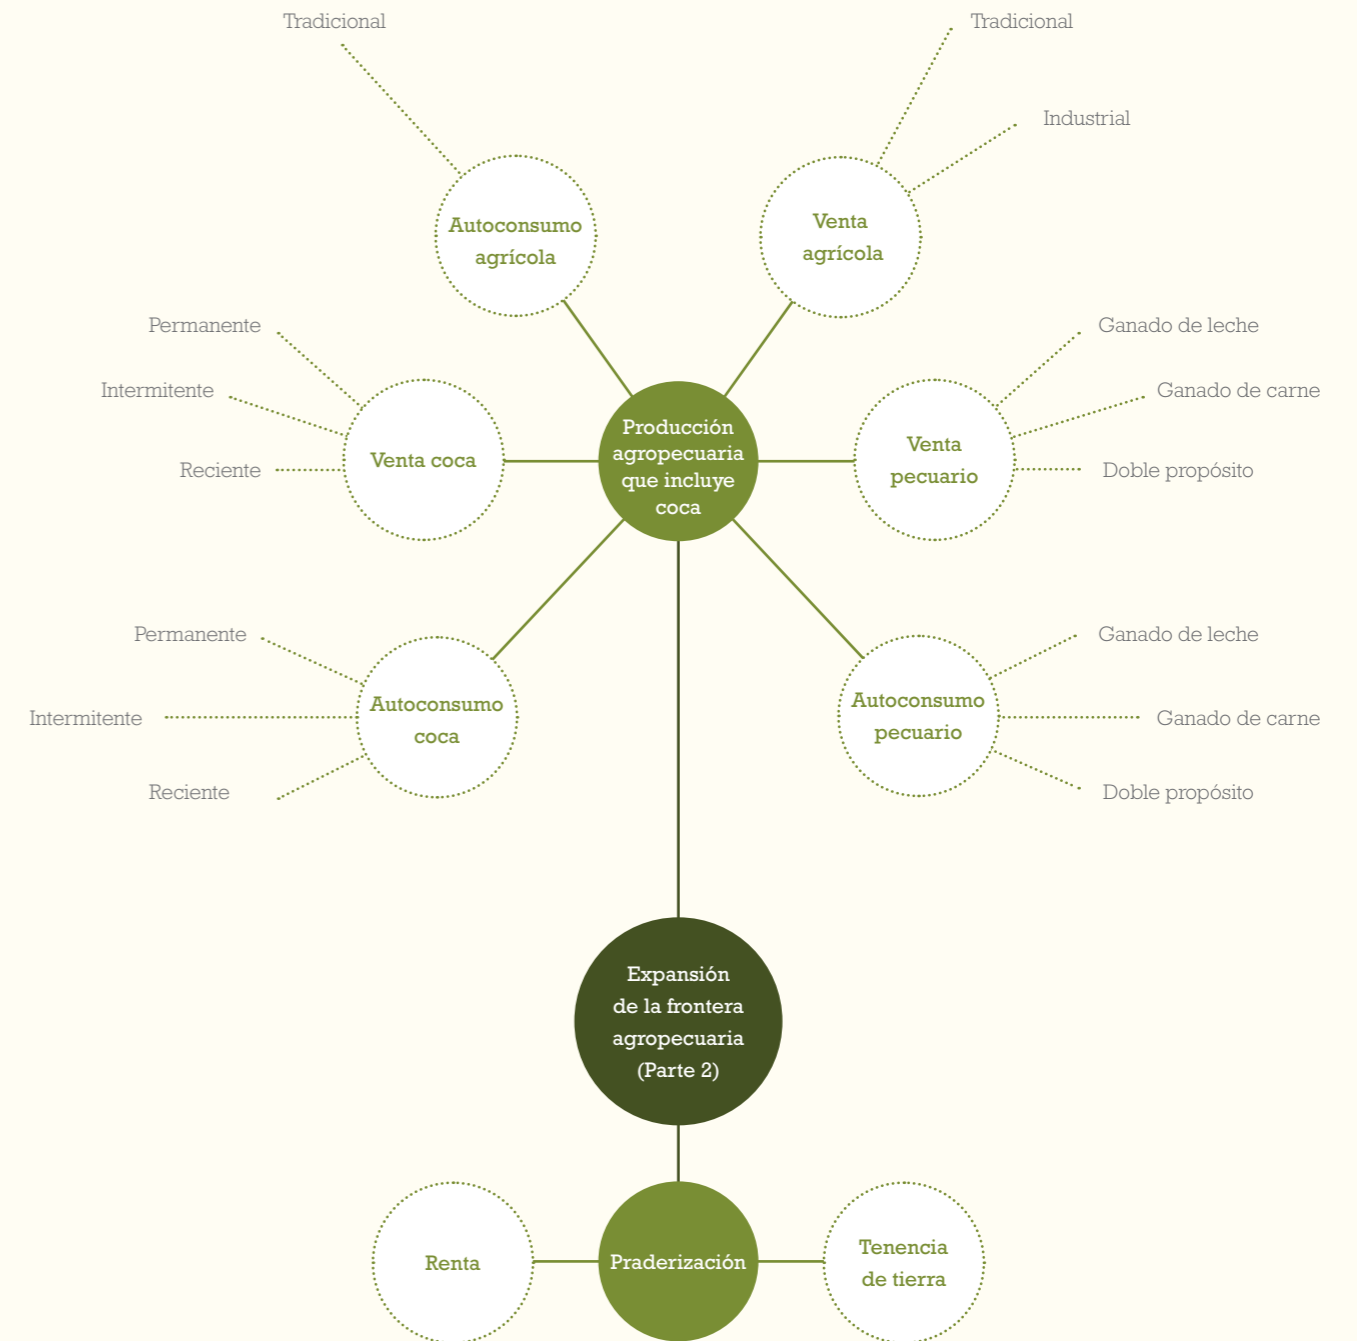 Tradicional
Tradicional
Industrial
Autoconsumo
agrícola
Venta
agrícola
Permanente
Intermitente
Reciente
Venta coca
Producción
agropecuaria
que incluye
coca
Venta
pecuario
Ganado de leche
Ganado de carne
Doble propósito
Permanente
Intermitente
Reciente
Autoconsumo
coca
Autoconsumo
pecuario
Ganado de leche
Ganado de carne
Doble propósito
Expansión
de la frontera
agropecuaria
(Parte 2)
Renta
Praderización
Tenencia
de tierra